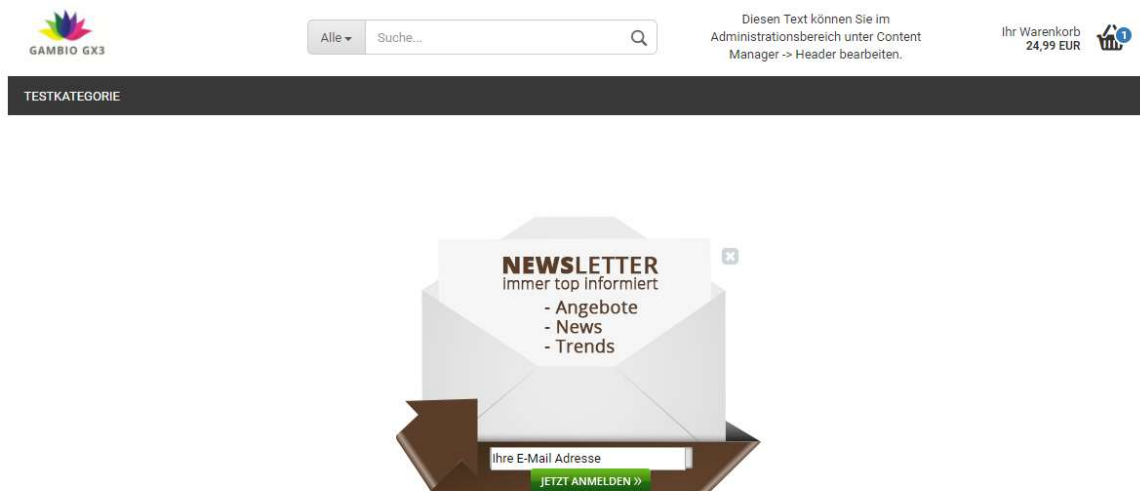 GAMBIO GX3
Alle
Suche...
Diesen Text können Sie im
Administrationsbereich unter Content
Manager -> Header bearbeiten.
Ihr Warenkorb
24,99 EUR
1
TESTKATEGORIE
NEWSLETTER
immer top informiert
- Angebote
- News
- Trends
Ihre E-Mail Adresse
JETZT ANMELDEN »